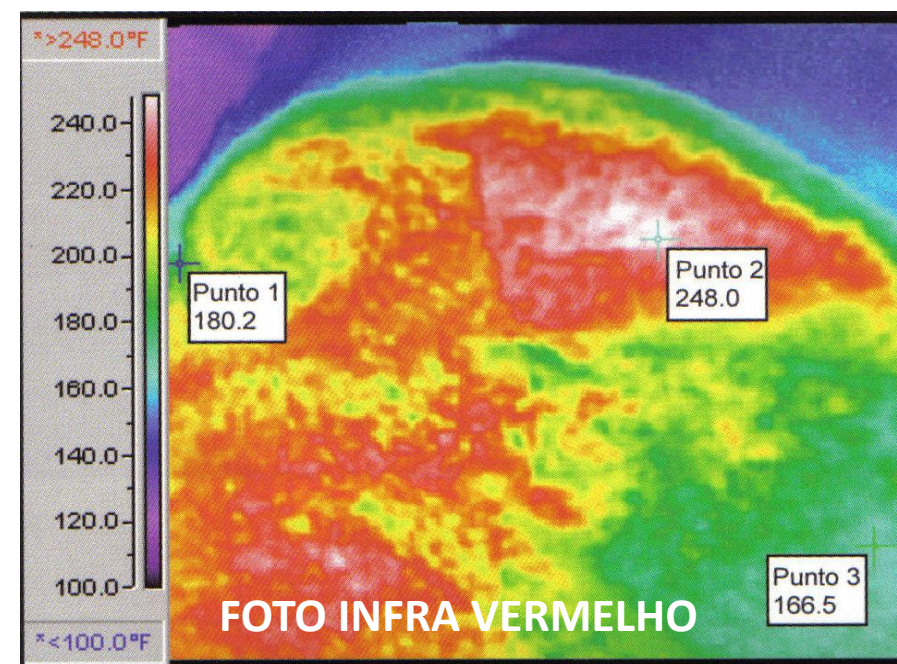 *>248.0°F
240.0
220.0
200.0
180.0
160.0
140.0
120.0
100.0
*<100.0°F
Punto 1
180.2
Punto 2
248.0
Punto 3
166.5
FOTO INFRA VERMELHO